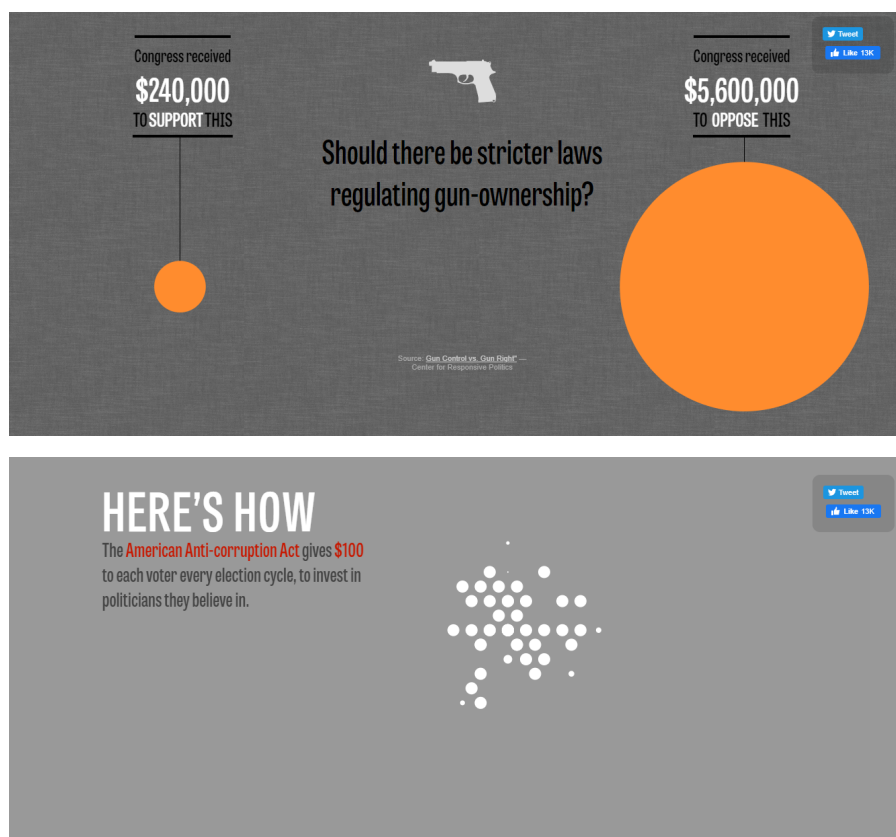 Congress received
$240,000
TO SUPPORT THIS
Should there be stricter laws
regulating gun-ownership?
Source: Gun Control vs. Gun Right" —
Center for Responsive Politics
Congress received
$5,600,000
TO OPPOSE THIS
Tweet
Like 13K
HERE'S HOW
The American Anti-corruption Act gives $100
to each voter every election cycle, to invest in
politicians they believe in.
Tweet
Like 13K